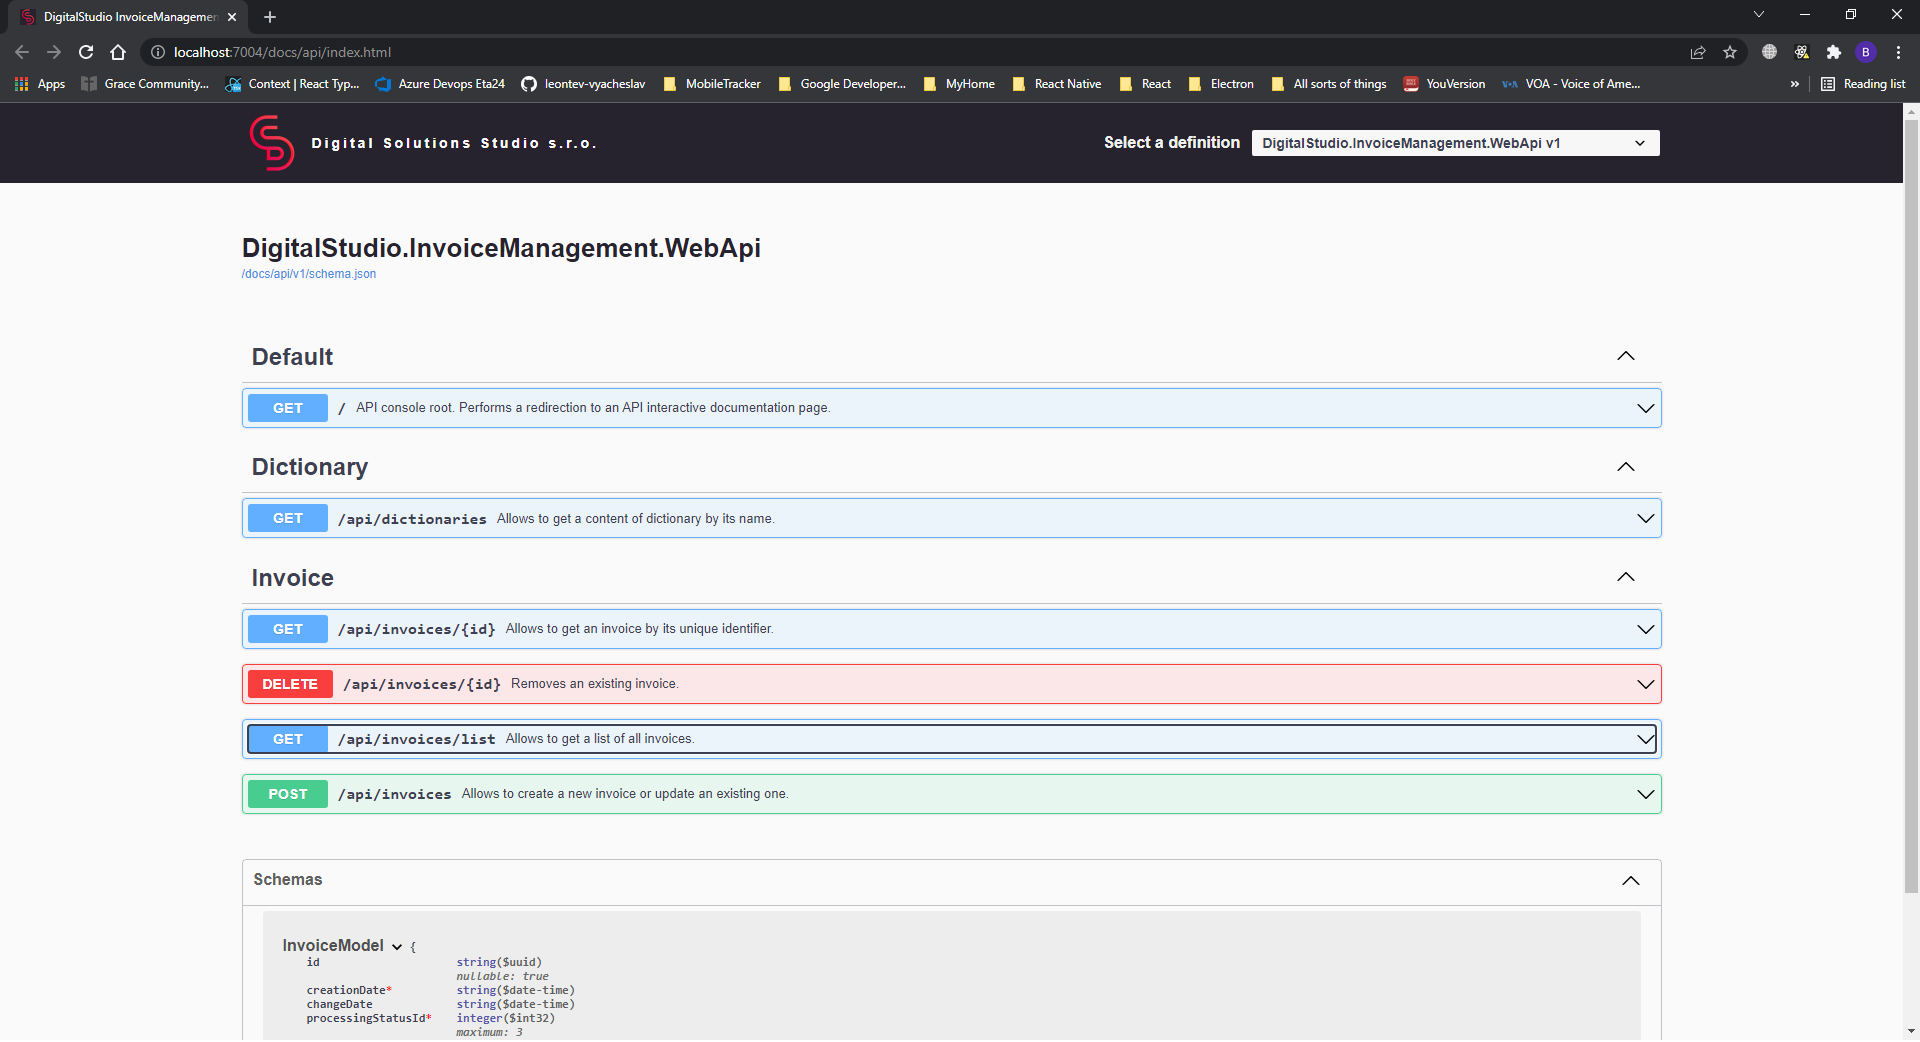 DigitalStudio InvoiceManagemen
localhost:7004/docs/api/index.html
B
Apps
Grace Community...
Context | React Typ...
Azure Devops Eta24
leontev-vyacheslav
MobileTracker
Google Developer...
MyHome
React Native
React
Electron
All sorts of things
YouVersion
VOA - Voice of Ame...
»
Reading list
Digital Solutions Studio s.r.o.
Select a definition
DigitalStudio.InvoiceManagement.WebApi v1
DigitalStudio.InvoiceManagement.WebApi
/docs/api/v1/schema.json
Default
GET / API console root. Performs a redirection to an API interactive documentation page.
Dictionary
GET /api/dictionaries Allows to get a content of dictionary by its name.
Invoice
GET /api/invoices/{id} Allows to get an invoice by its unique identifier.
DELETE /api/invoices/{id} Removes an existing invoice.
GET /api/invoices/list Allows to get a list of all invoices.
POST /api/invoices Allows to create a new invoice or update an existing one.
Schemas
InvoiceModel {
id string($uuid)
nullable: true
creationDate* string($date-time)
changeDate string($date-time)
processingStatusId* integer($int32)
maximum: 3